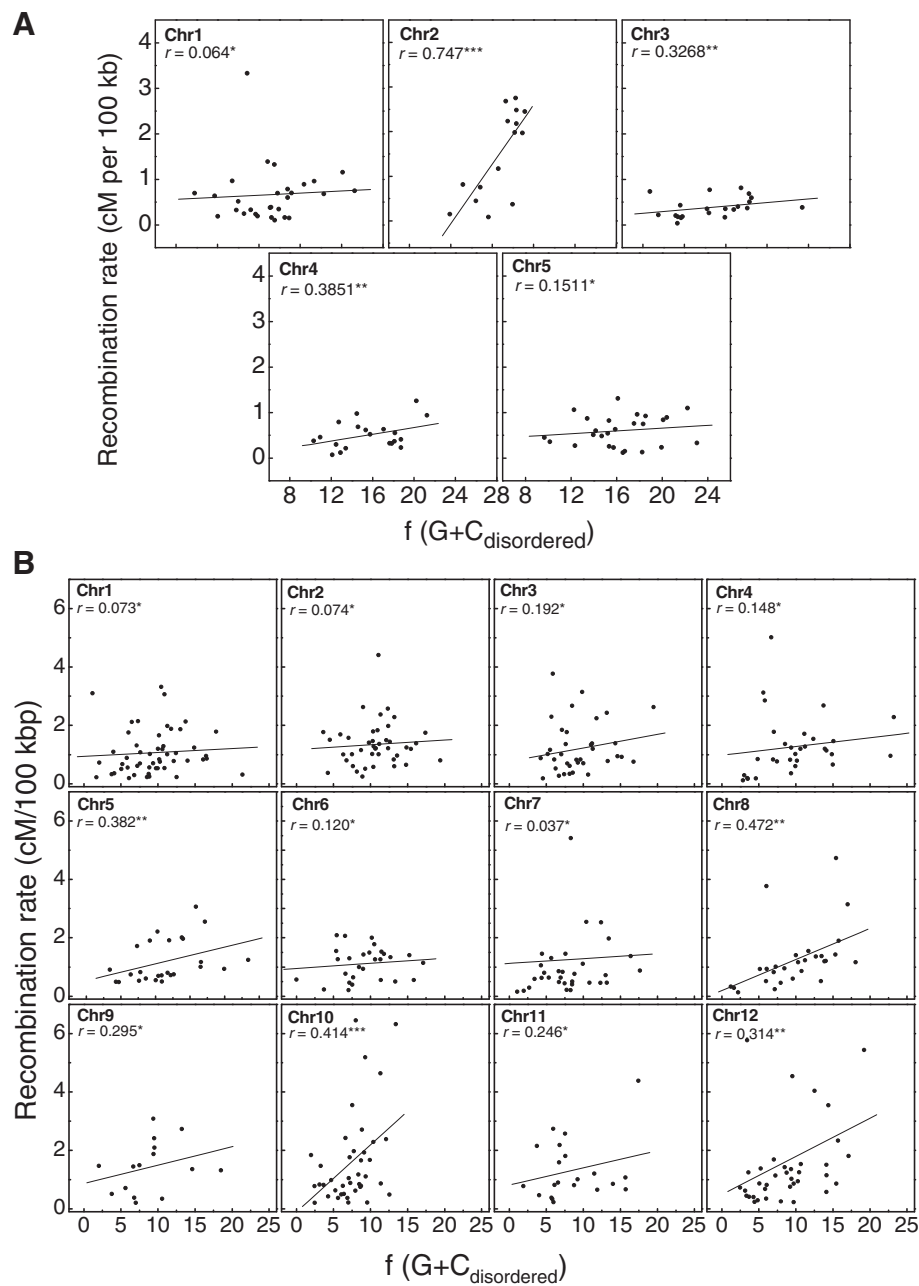 A
Recombination rate (cM per 100 kb)
Chr1
r = 0.064*
Chr2
r = 0.747***
Chr3
r = 0.3268**
4
3
2
1
0
Chr4
r = 0.3851**
Chr5
r = 0.1511*
4
3
2
1
0
8 12 16 20 24 28
8 12 16 20 24
f (G+Cdisordered)
B
Recombination rate (cM/100 kbp)
Chr1
r = 0.073*
Chr2
r = 0.074*
Chr3
r = 0.192*
Chr4
r = 0.148*
6
4
2
0
Chr5
r = 0.382**
Chr6
r = 0.120*
Chr7
r = 0.037*
Chr8
r = 0.472**
6
4
2
0
Chr9
r = 0.295*
Chr10
r = 0.414***
Chr11
r = 0.246*
Chr12
r = 0.314**
6
4
2
0
0 5 10 15 20 25
0 5 10 15 20 25
0 5 10 15 20 25
0 5 10 15 20 25
f (G+Cdisordered)